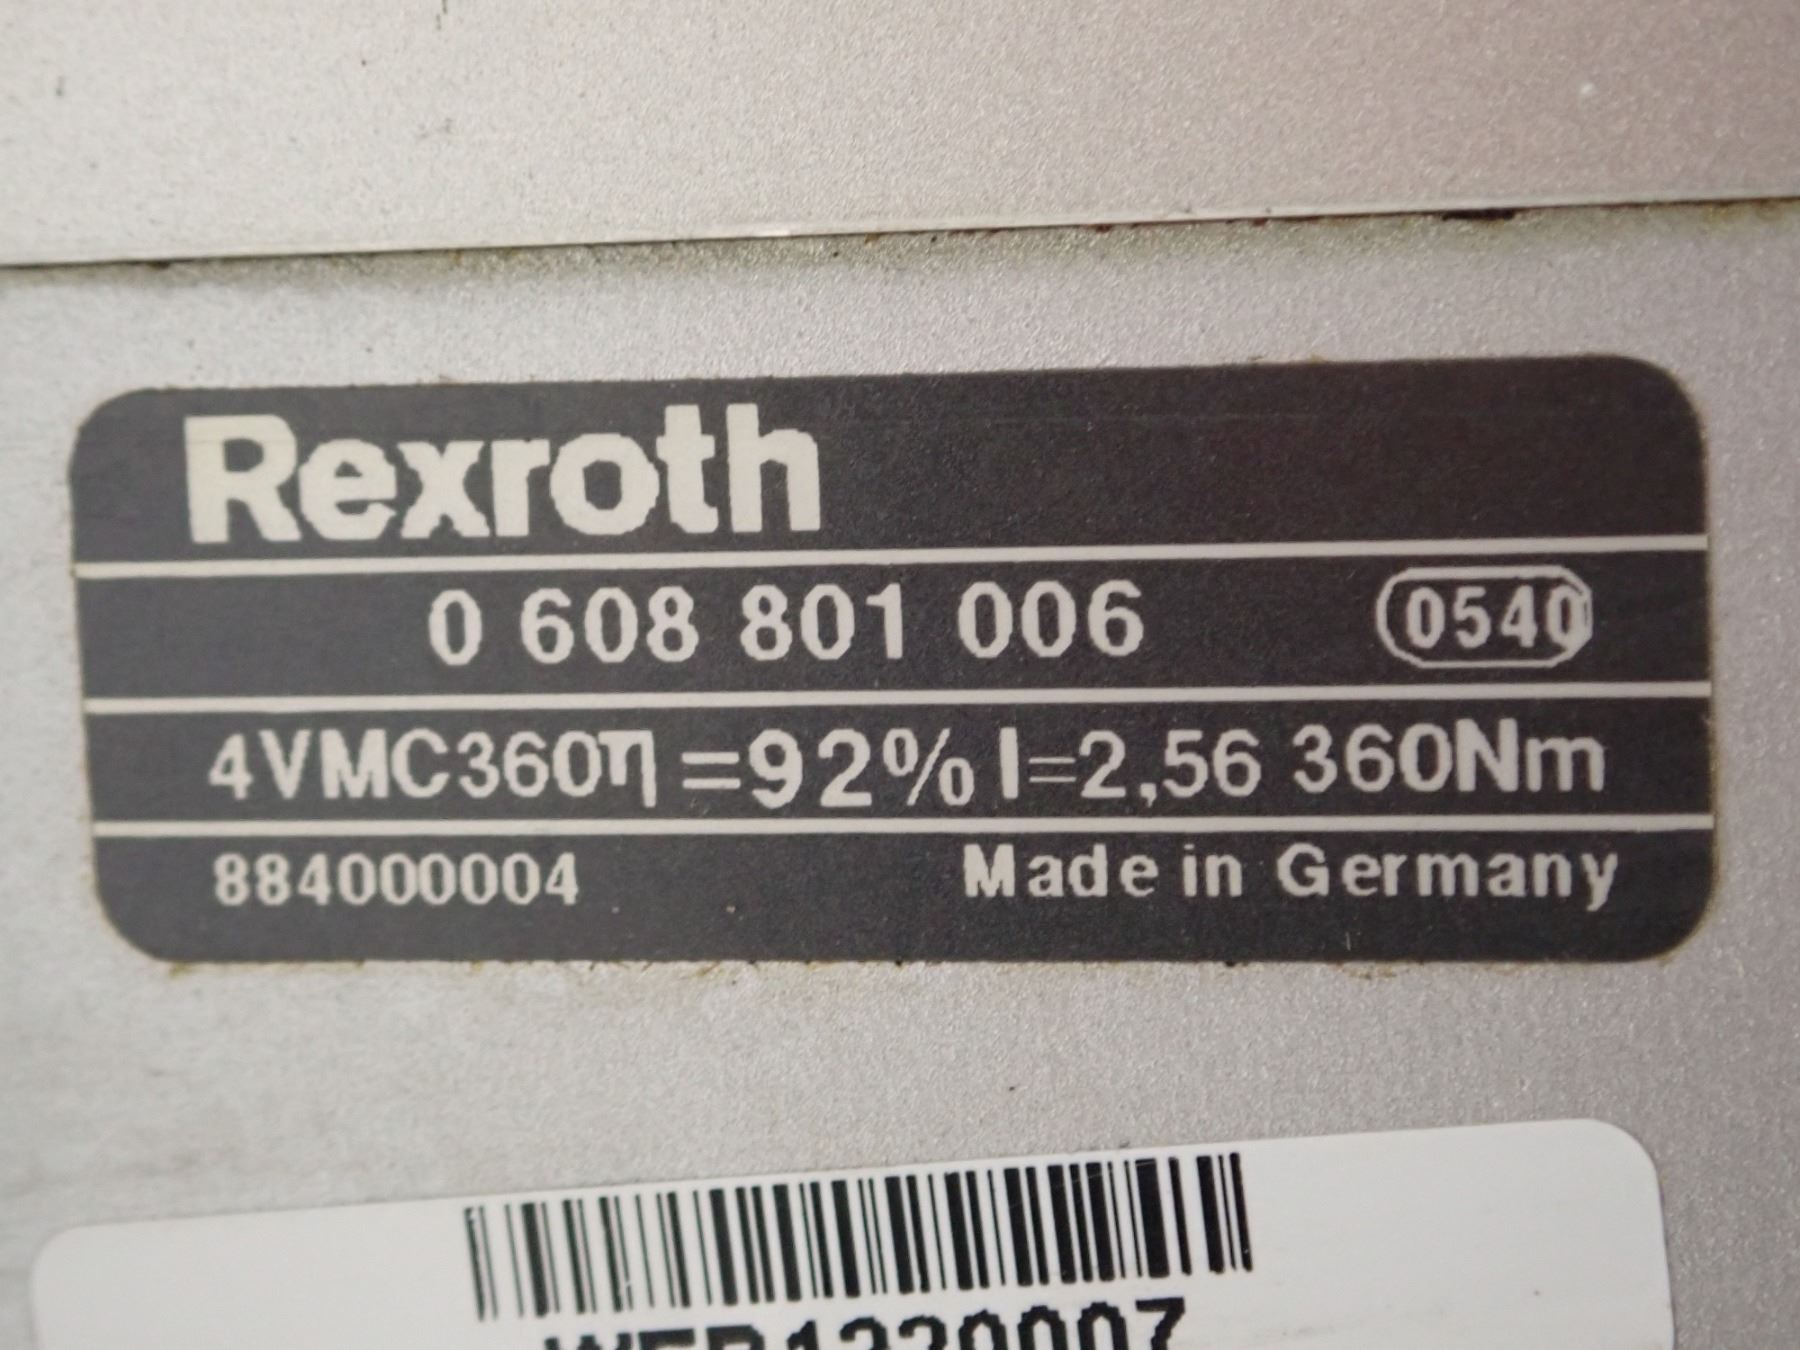 Rexroth
0 608 801 006 0540
4VMC360η =92% I=2,56 360Nm
884000004 Made in Germany